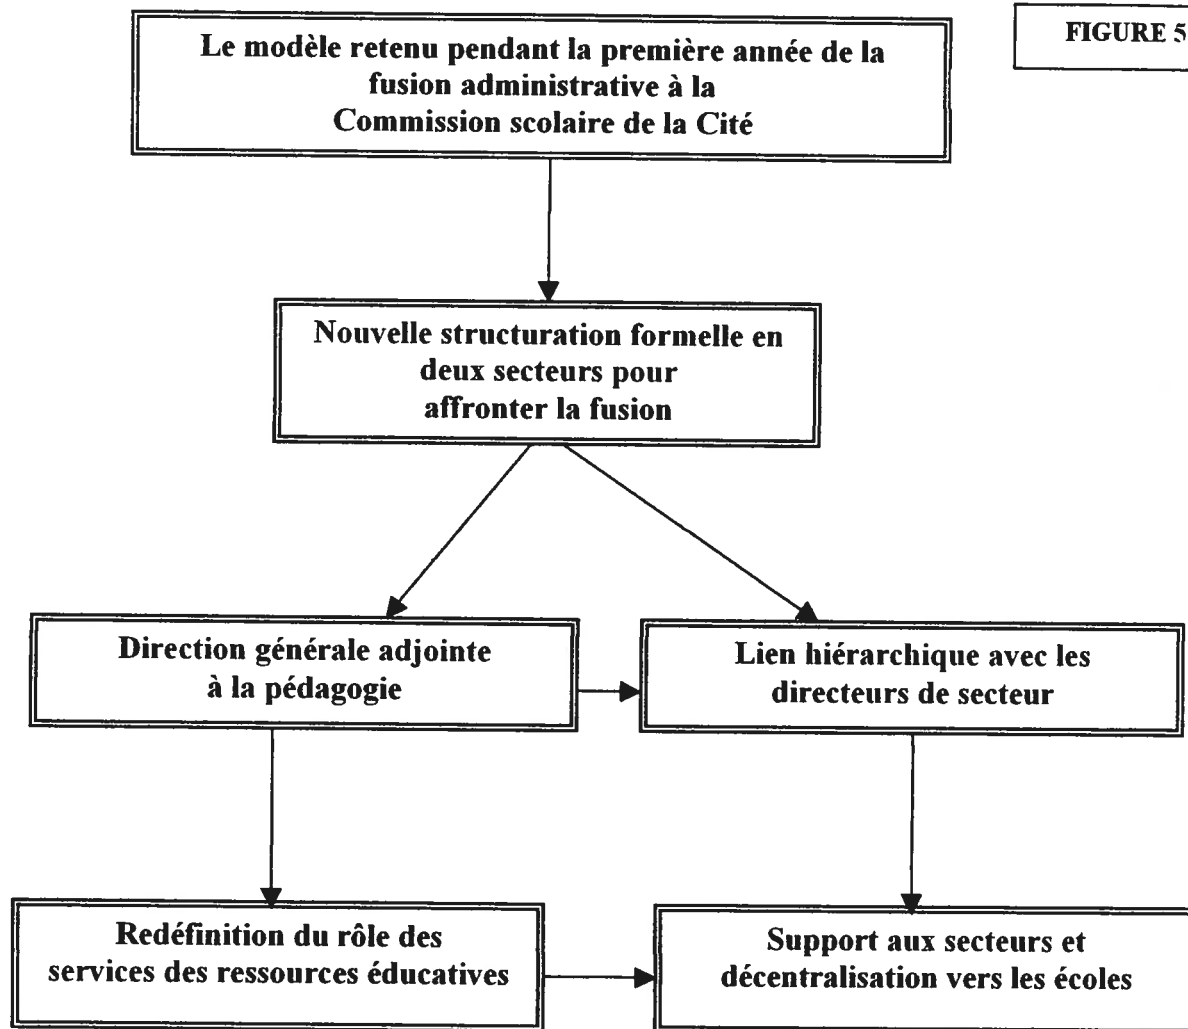 FIGURE 5
Le modèle retenu pendant la première année de la
fusion administrative à la
Commission scolaire de la Cité
Nouvelle structuration formelle en
deux secteurs pour
affronter la fusion
Direction générale adjointe
à la pédagogie
Lien hiérarchique avec les
directeurs de secteur
Redéfinition du rôle des
services des ressources éducatives
Support aux secteurs et
décentralisation vers les écoles